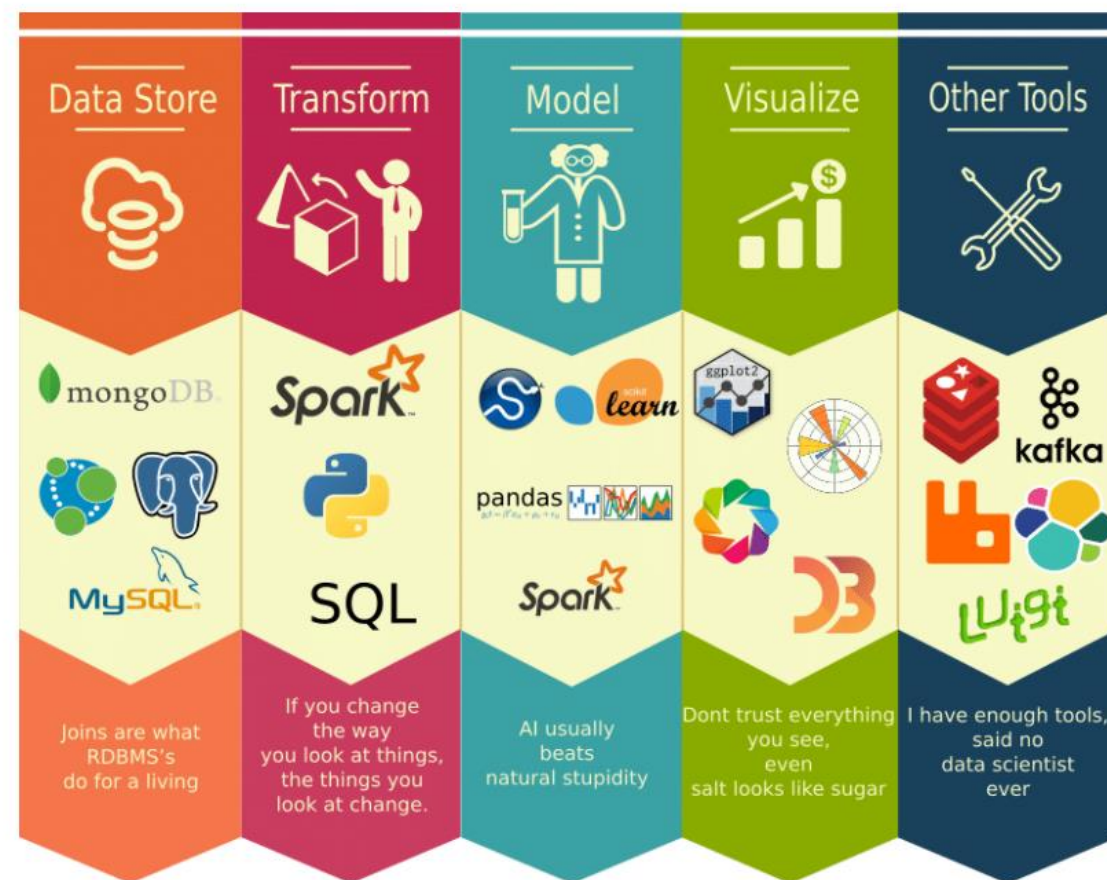 Data Store
Transform
Model
Visualize
Other Tools
$
mongoDB
MySQL
Spark
SQL
scikit
learn
pandas
Spark
ggplot2
D3
kafka
Luigi
Joins are what
RDBMS's
do for a living
If you change
the way
you look at things,
the things you
look at change.
AI usually
beats
natural stupidity
Dont trust everything
you see,
even
salt looks like sugar
I have enough tools,
said no
data scientist
ever